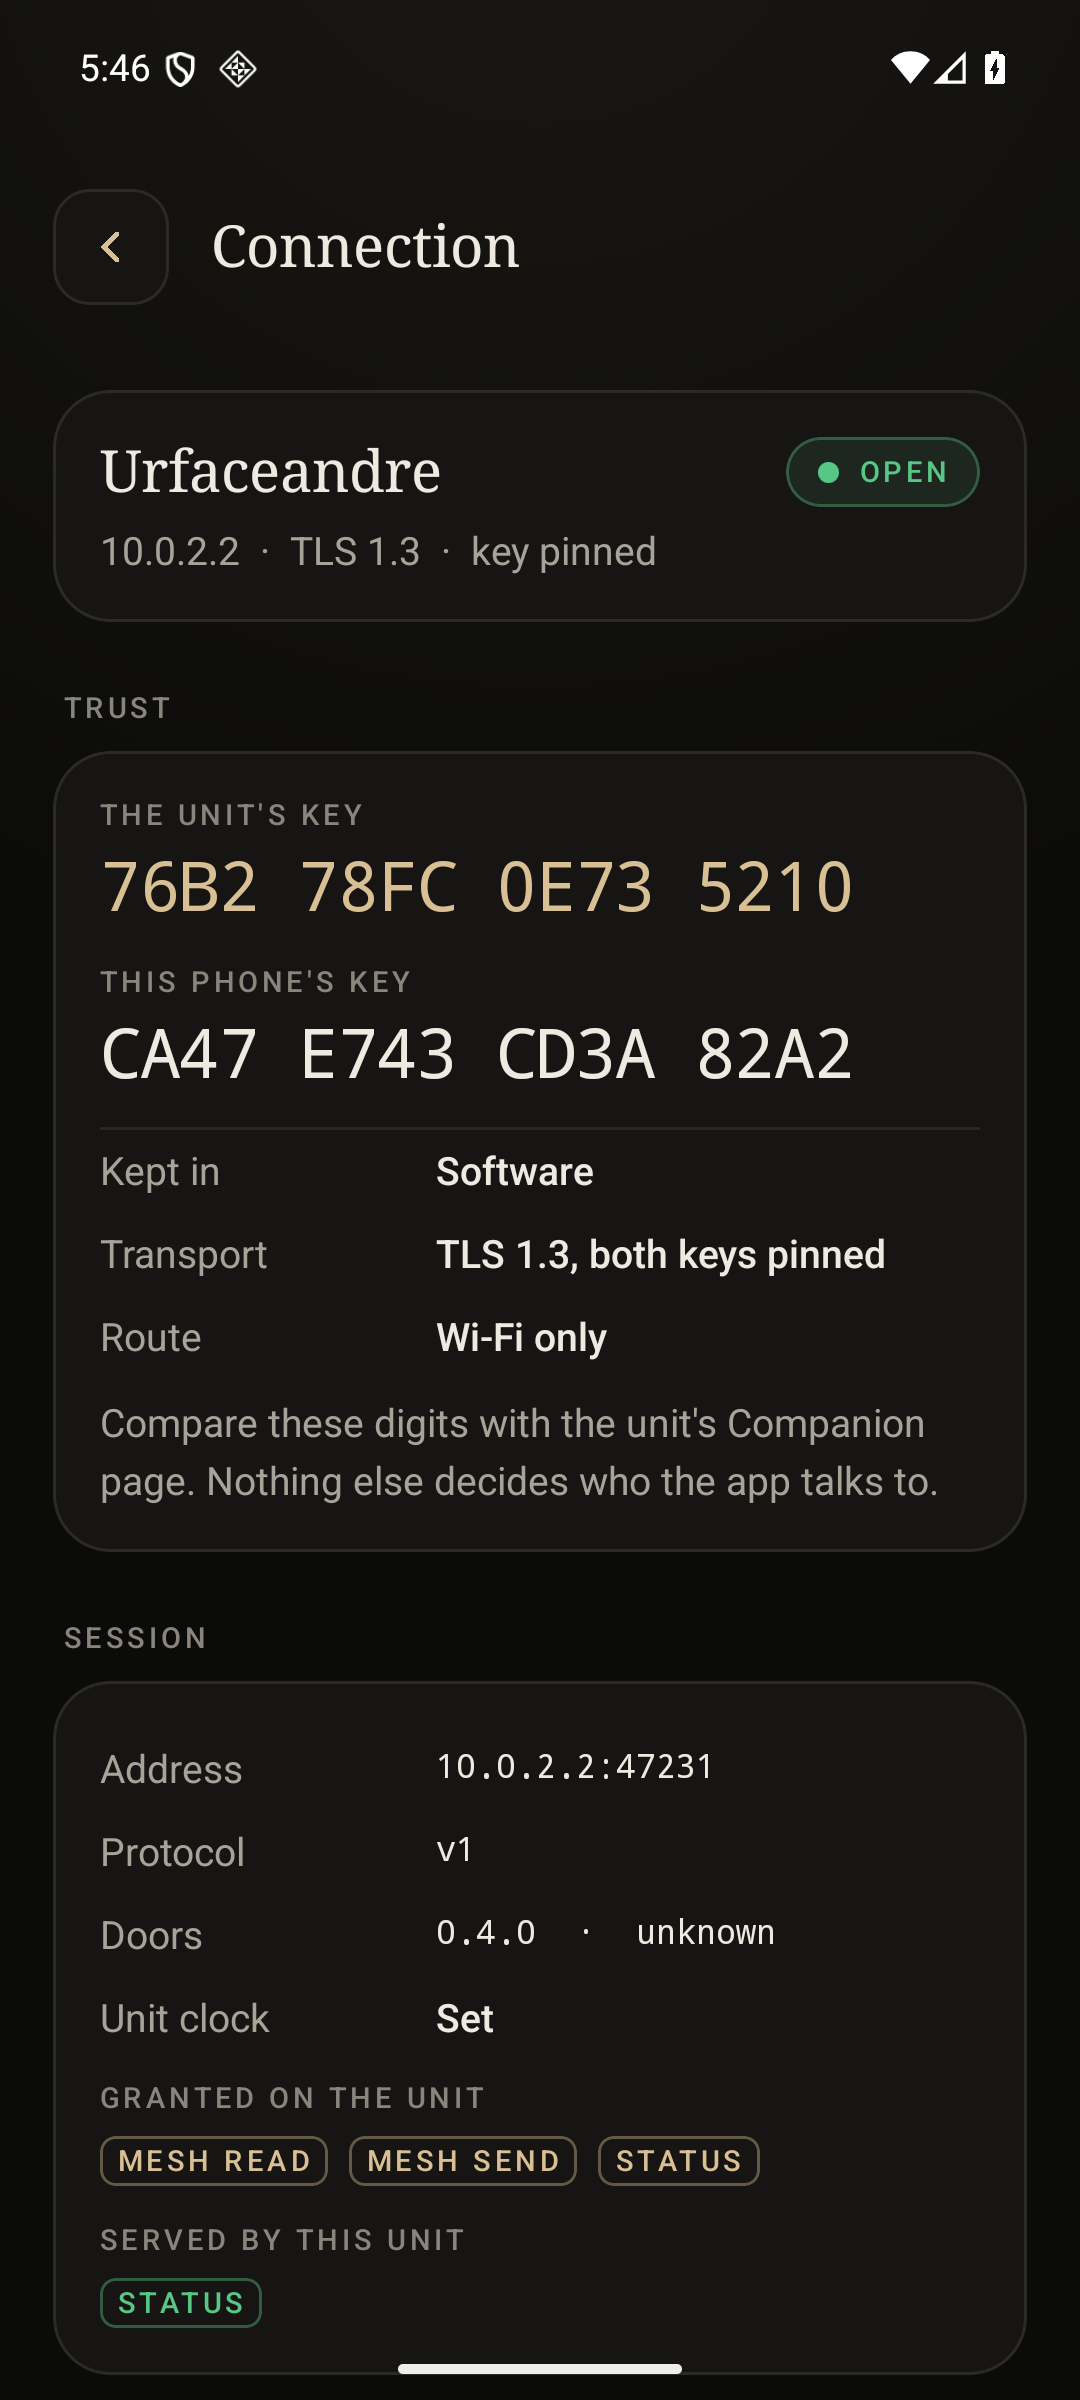 5:46
Connection
Urfaceandre
OPEN
10.0.2.2 · TLS 1.3 · key pinned
TRUST
THE UNIT'S KEY
76B2 78FC 0E73 5210
THIS PHONE'S KEY
CA47 E743 CD3A 82A2
Kept in Software
Transport TLS 1.3, both keys pinned
Route Wi-Fi only
Compare these digits with the unit's Companion
page. Nothing else decides who the app talks to.
SESSION
Address 10.0.2.2:47231
Protocol v1
Doors 0.4.0 · unknown
Unit clock Set
GRANTED ON THE UNIT
MESH READ MESH SEND STATUS
SERVED BY THIS UNIT
STATUS